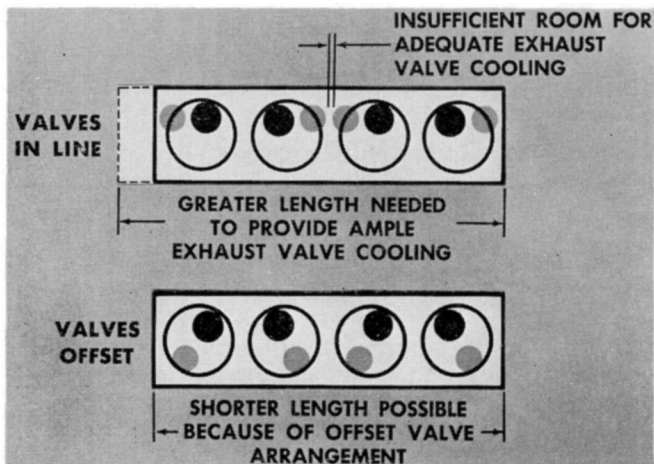 INSUFFICIENT ROOM FOR
ADEQUATE EXHAUST
VALVE COOLING
VALVES
IN LINE
GREATER LENGTH NEEDED
TO PROVIDE AMPLE
EXHAUST VALVE COOLING
VALVES
OFFSET
SHORTER LENGTH POSSIBLE
BECAUSE OF OFFSET VALVE
ARRANGEMENT